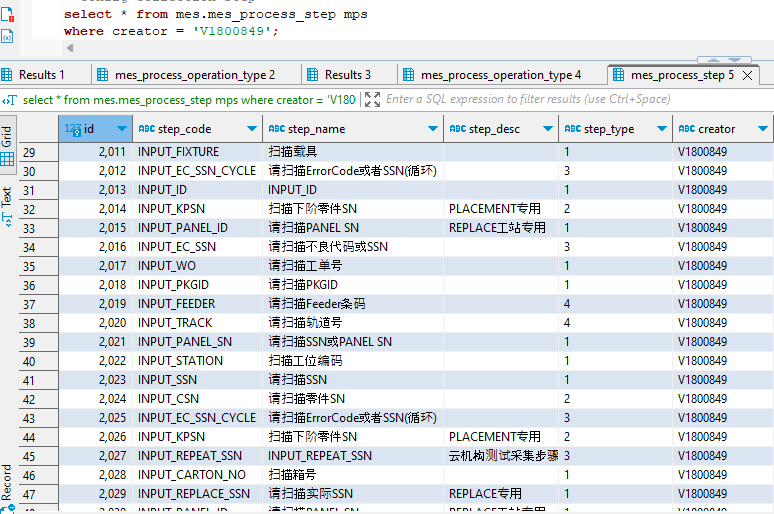 select * from mes.mes_process_step mps
where creator = 'V1800849';
Results 1 mes_process_operation_type 2 Results 3 mes_process_operation_type 4 mes_process_step 5
select * from mes.mes_process_step mps where creator = 'V180 Enter a SQL expression to filter results (use Ctrl+Space)
Grid
Text
Record
123 id ABC step_code ABC step_name ABC step_desc ABC step_type ABC creator
29 2,011 INPUT_FIXTURE 扫描载具 1 V1800849
30 2,012 INPUT_EC_SSN_CYCLE 请扫描ErrorCode或者SSN(循环) 3 V1800849
31 2,013 INPUT_ID INPUT_ID 1 V1800849
32 2,014 INPUT_KPSN 扫描下阶零件SN PLACEMENT专用 2 V1800849
33 2,015 INPUT_PANEL_ID 请扫描PANEL SN REPLACE工站专用 1 V1800849
34 2,016 INPUT_EC_SSN 请扫描不良代码或SSN 3 V1800849
35 2,017 INPUT_WO 请扫描工单号 1 V1800849
36 2,018 INPUT_PKGID 请扫描PKGID 1 V1800849
37 2,019 INPUT_FEEDER 请扫描Feeder条码 4 V1800849
38 2,020 INPUT_TRACK 请扫描轨道号 4 V1800849
39 2,021 INPUT_PANEL_SN 请扫描SSN或PANEL SN 1 V1800849
40 2,022 INPUT_STATION 扫描工位编码 1 V1800849
41 2,023 INPUT_SSN 请扫描SSN 1 V1800849
42 2,024 INPUT_CSN 请扫描零件SN 2 V1800849
43 2,025 INPUT_EC_SSN_CYCLE 请扫描ErrorCode或者SSN(循环) 3 V1800849
44 2,026 INPUT_KPSN 扫描下阶零件SN PLACEMENT专用 2 V1800849
45 2,027 INPUT_REPEAT_SSN INPUT_REPEAT_SSN 云机构测试采集步骤 3 V1800849
46 2,028 INPUT_CARTON_NO 扫描箱号 1 V1800849
47 2,029 INPUT_REPLACE_SSN 请扫描实际SSN REPLACE专用 1 V1800849